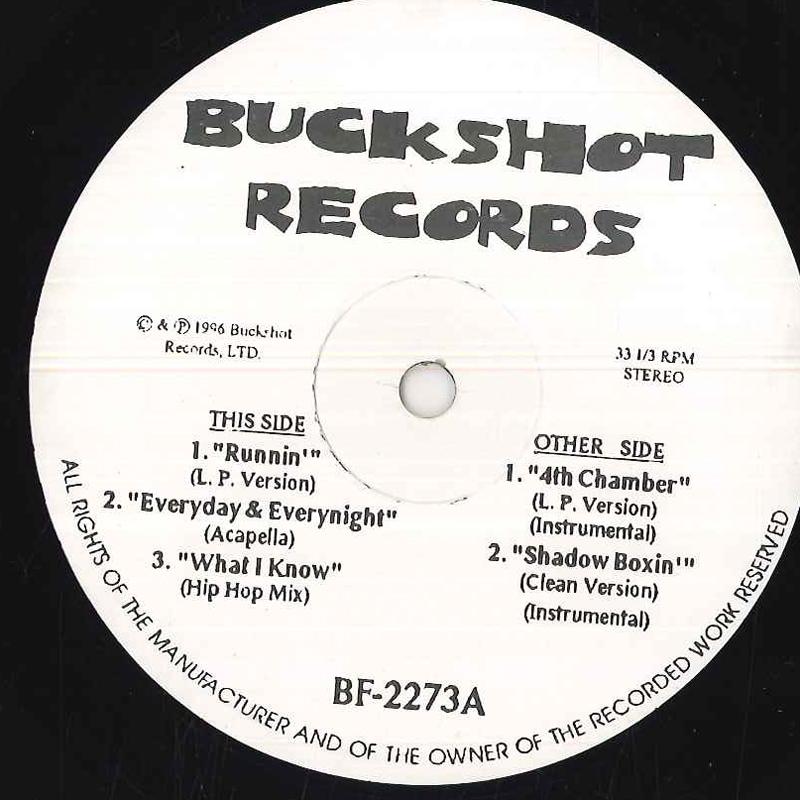 BUCKSHOT
RECORDS
© & ℗ 1996 Buckshot
Records, LTD.
33 1/3 RPM
STEREO
THIS SIDE
1. "Runnin'"
(L. P. Version)
2. "Everyday & Everynight"
(Acapella)
3. "What I Know"
(Hip Hop Mix)
OTHER SIDE
1. "4th Chamber"
(L. P. Version)
(Instrumental)
2. "Shadow Boxin'"
(Clean Version)
(Instrumental)
BF-2273A
ALL RIGHTS OF THE MANUFACTURER AND OF THE OWNER OF THE RECORDED WORK RESERVED